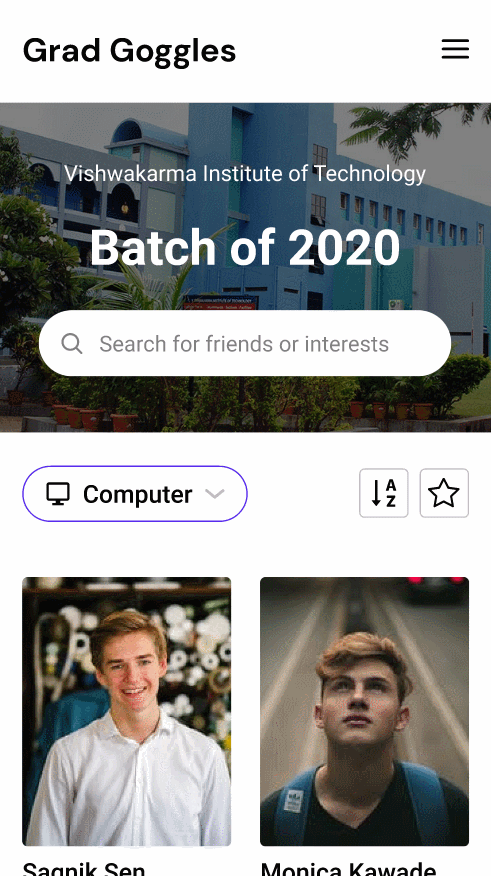 Grad Goggles
Vishwakarma Institute of Technology
Batch of 2020
Search for friends or interests
Computer
A
Z
Sagnik Sen
Monica Kawade